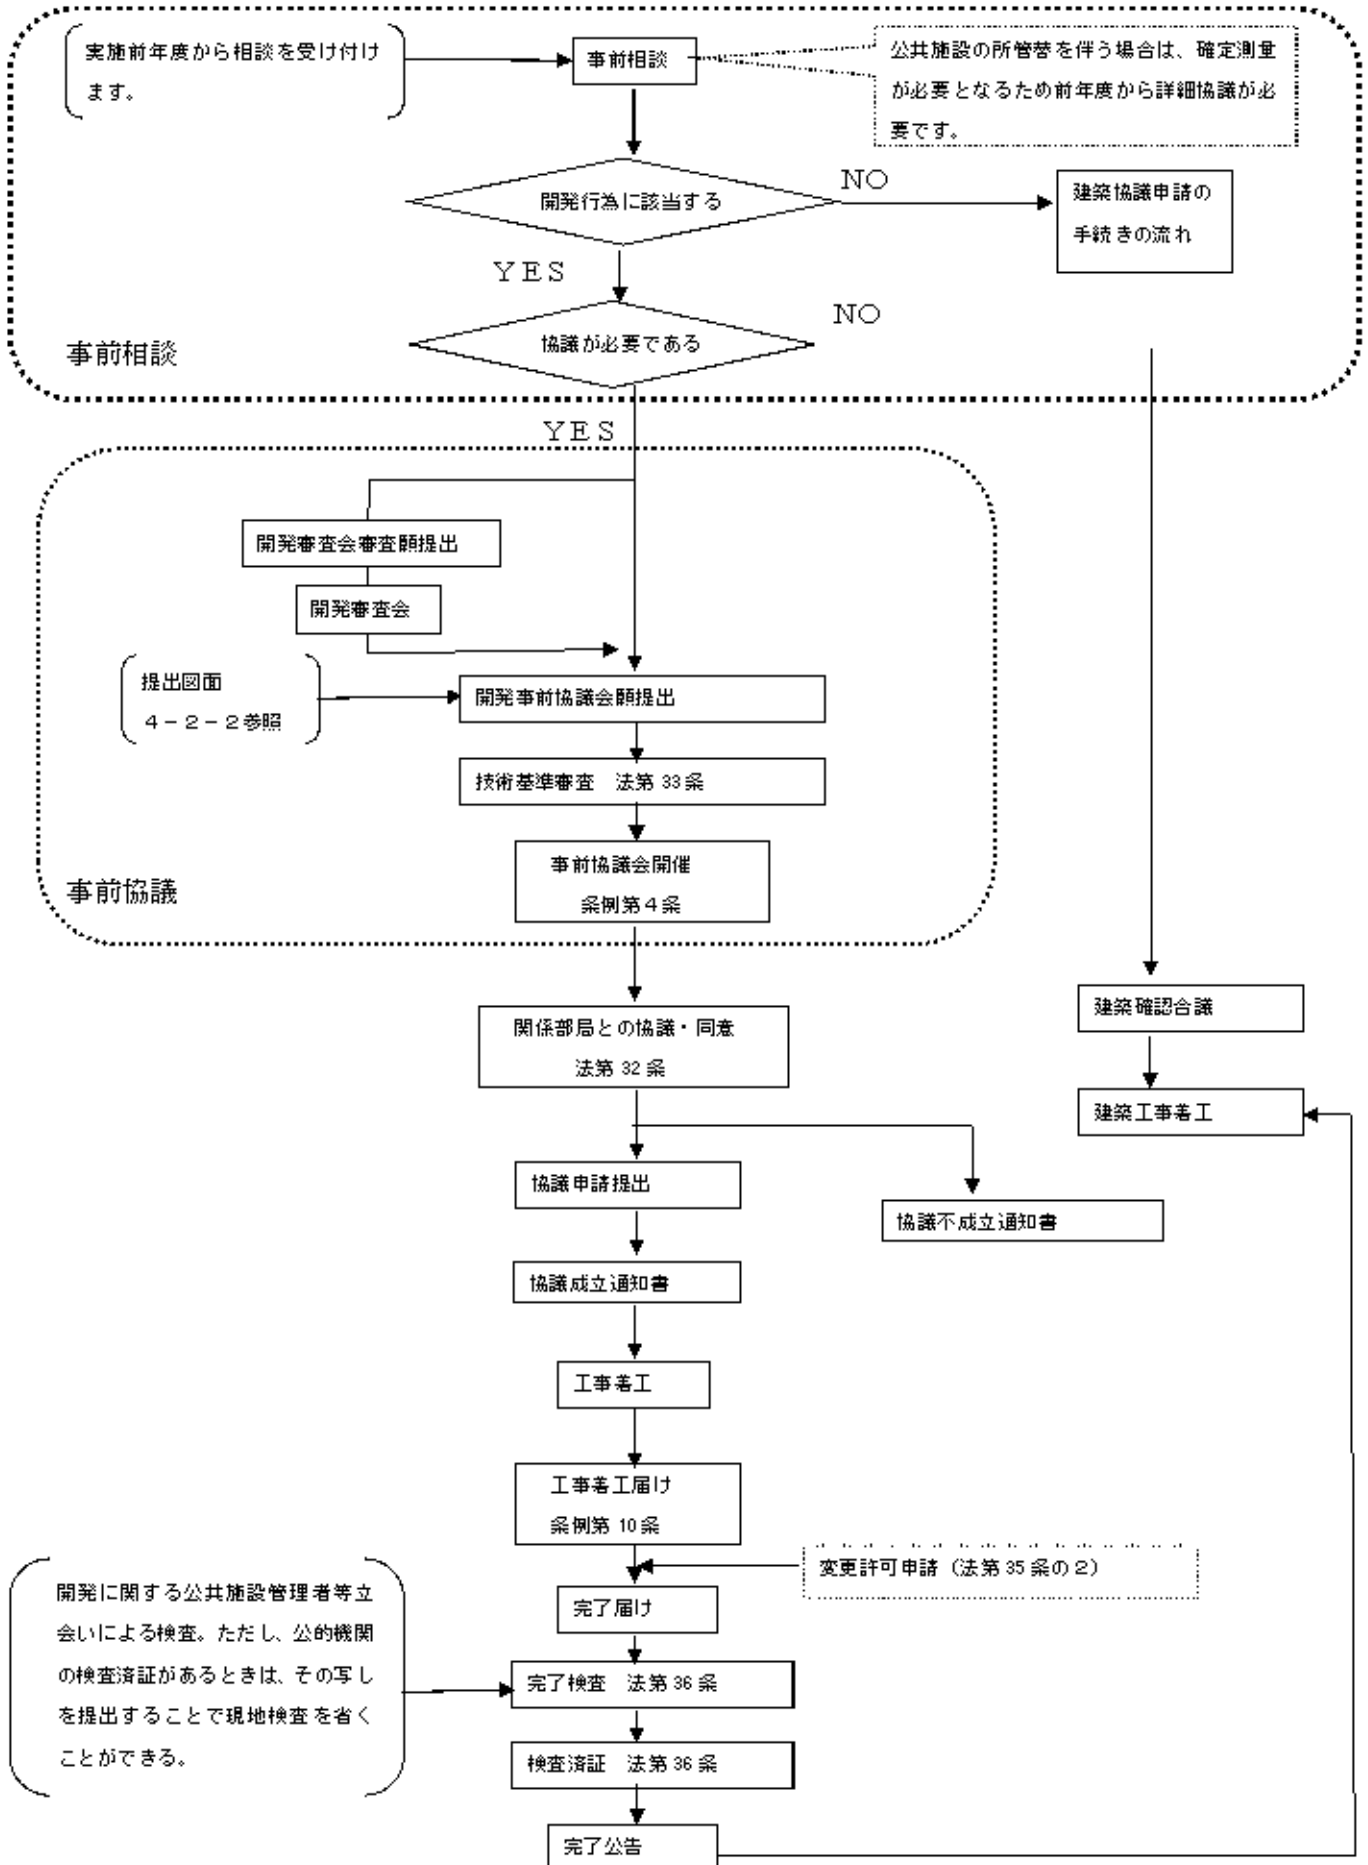 実施前年度から相談を受け付け
ます。
事前相談
公共施設の所管替を伴う場合は、確定測量
が必要となるため前年度から詳細協議が必
要です。
開発行為に該当する
NO
建築協議申請の
手続きの流れ
YES
協議が必要である
NO
事前相談
YES
開発審査会審査願提出
開発審査会
提出図面
4-2-2参照
開発事前協議会願提出
技術基準審査 法第33条
事前協議会開催
条例第4条
事前協議
関係部局との協議・同意
法第32条
建築確認合議
建築工事着工
協議申請提出
協議不成立通知書
協議成立通知書
工事着工
工事着工届け
条例第10条
変更許可申請(法第35条の2)
完了届け
開発に関する公共施設管理者等立
会いによる検査。ただし、公的機関
の検査済証があるときは、その写し
を提出することで現地検査を省く
ことができる。
完了検査 法第36条
検査済証 法第36条
完了公告